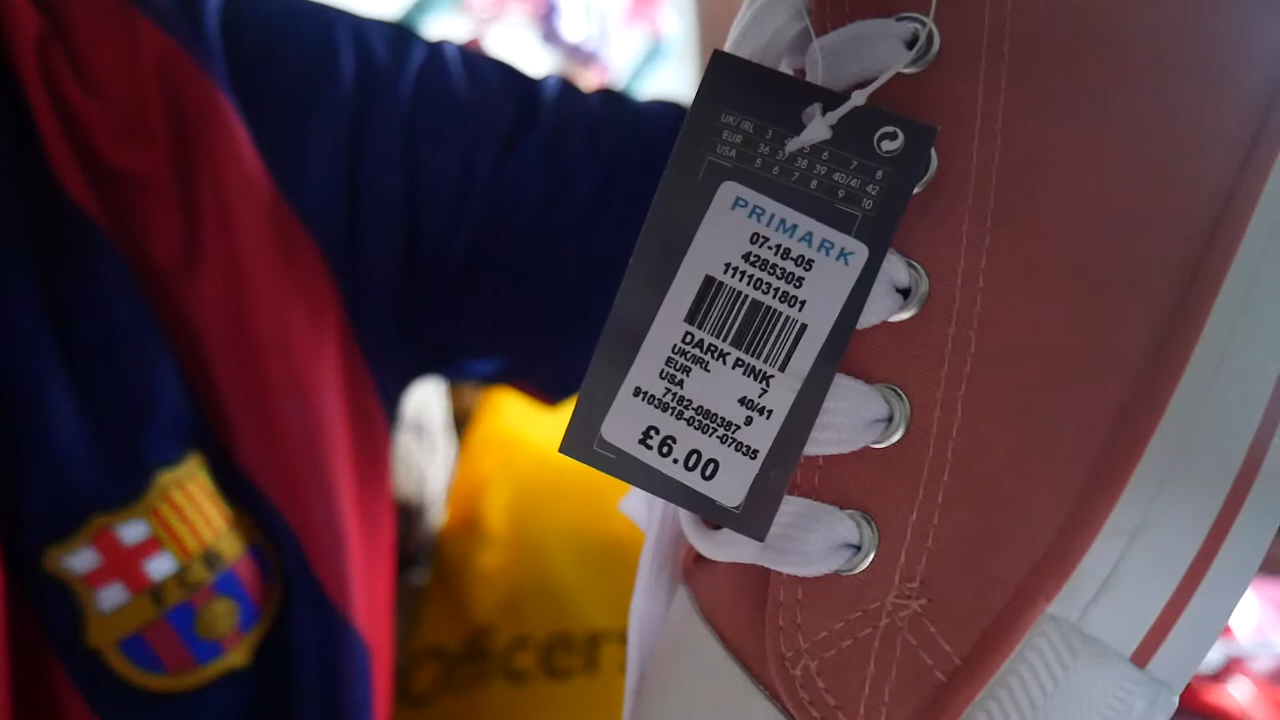 UK/IRL 3 5 6 7 8
EUR 36 37 38 39 40/41 42
USA 5 6 7 8 9 10
PRIMARK
07-18-05
4285305
1111031801
DARK PINK
UK/IRL 7
EUR 40/41
USA 9
7182-080387
9103918-0307-07035
£6.00
FCB
Officers